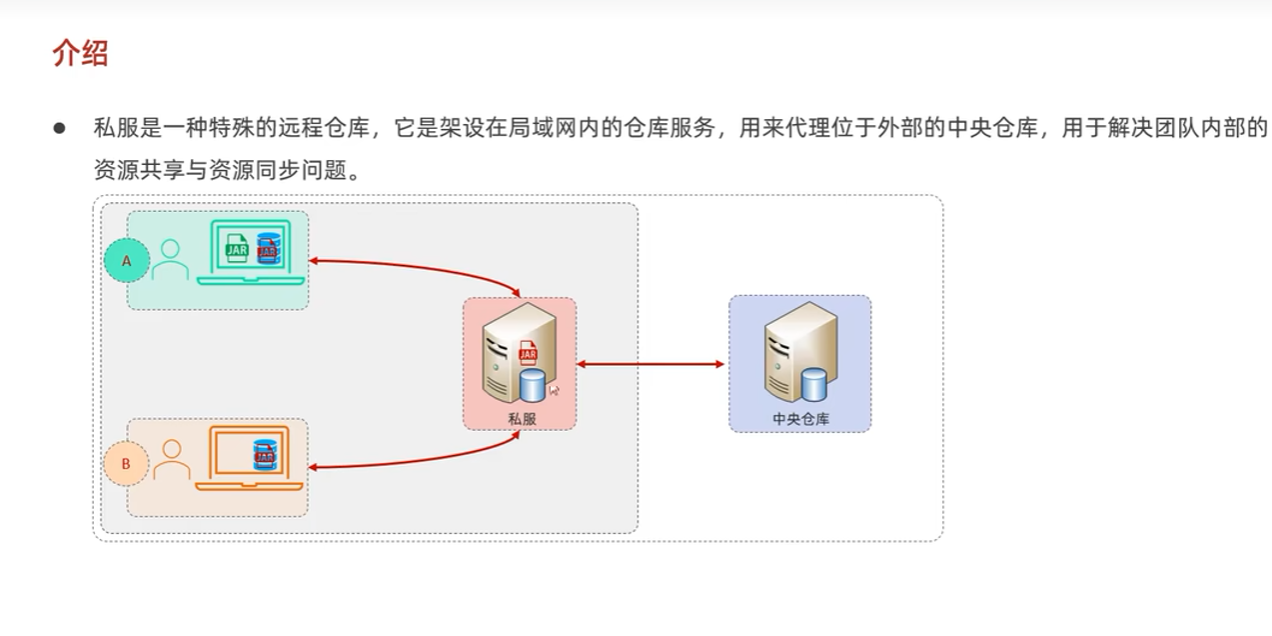 介绍
● 私服是一种特殊的远程仓库，它是架设在局域网内的仓库服务，用来代理位于外部的中央仓库，用于解决团队内部的
资源共享与资源同步问题。
A
JAR
JAR
JAR
私服
中央仓库
B
JAR